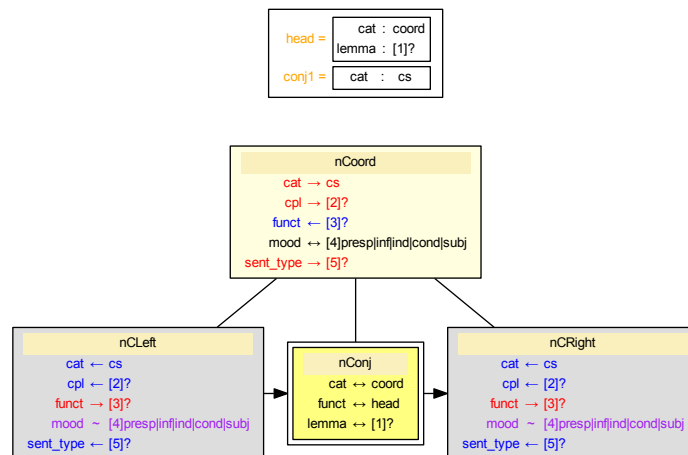 head =
cat : coord
lemma : [1]?
conj1 =
cat : cs
nCoord
cat → cs
cpl → [2]?
funct ← [3]?
mood ↔ [4]presp|inf|ind|cond|subj
sent_type → [5]?
nCLeft
cat ← cs
cpl ← [2]?
funct → [3]?
mood ~ [4]presp|inf|ind|cond|subj
sent_type ← [5]?
nConj
cat ↔ coord
funct ↔ head
lemma ↔ [1]?
nCRight
cat ← cs
cpl ← [2]?
funct → [3]?
mood ~ [4]presp|inf|ind|cond|subj
sent_type ← [5]?